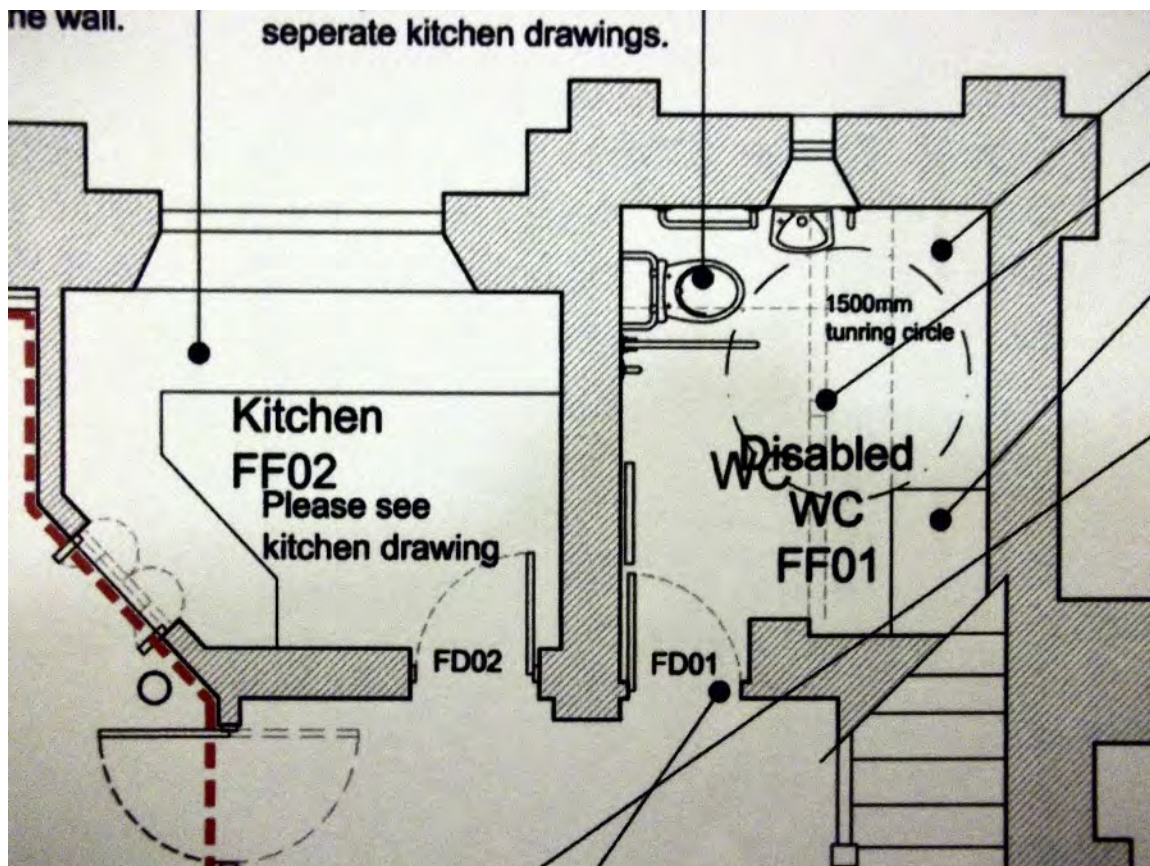 he wall.
seperate kitchen drawings.
1500mm
tunring circle
Kitchen
FF02
Please see
kitchen drawing
WC
Disabled
WC
FF01
FD02
FD01